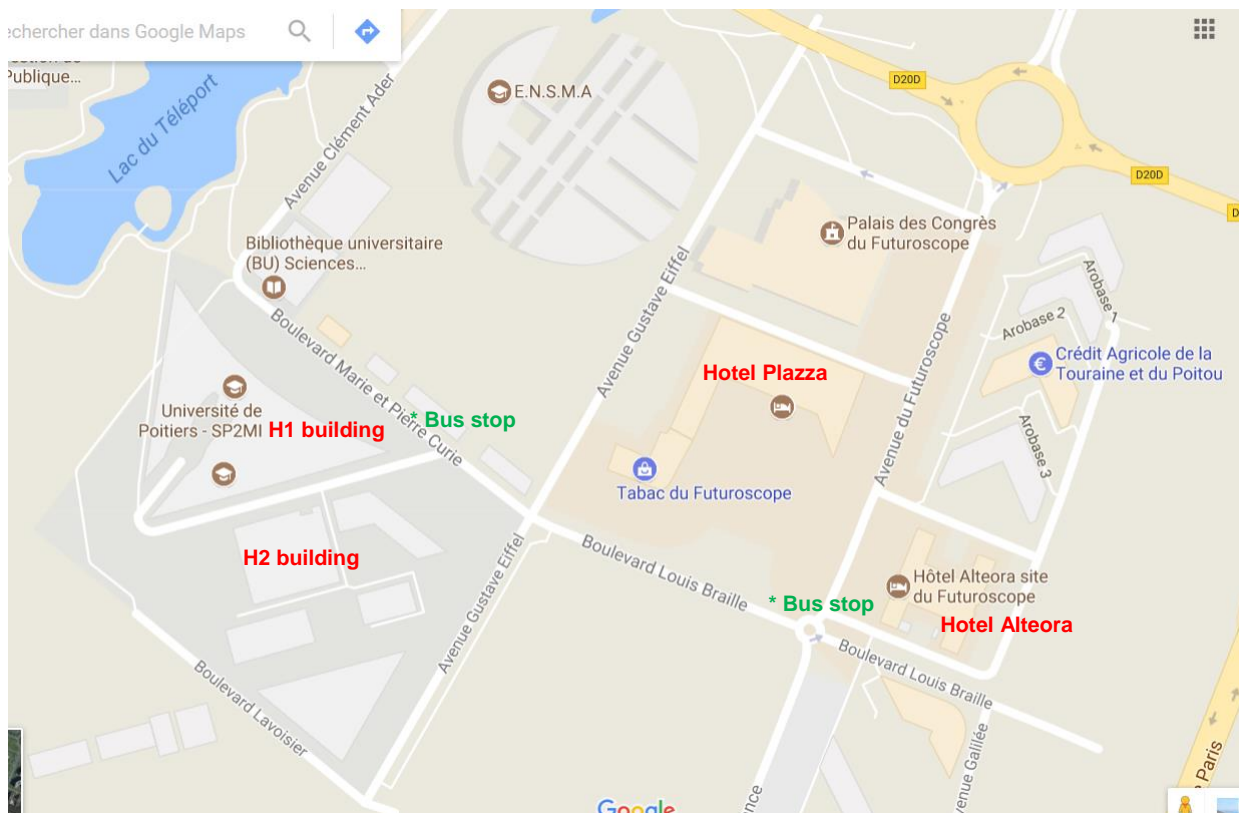 echercher dans Google Maps
Publique...
Lac du Téléport
Avenue Clément Ader
E.N.S.M.A
D20D
D20D
Bibliothèque universitaire
(BU) Sciences...
Palais des Congrès
du Futuroscope
Avenue Gustave Eiffel
Arobase 1
Arobase 2
Boulevard Marie et Pierre Curie
Avenue du Futuroscope
Crédit Agricole de la
Touraine et du Poitou
Hotel Plazza
Université de
Poitiers - SP2MI
H1 building
* Bus stop
Arobase 3
Tabac du Futuroscope
H2 building
Avenue Gustave Eiffel
Boulevard Louis Braille
* Bus stop
Hôtel Alteora site
du Futuroscope
Hotel Alteora
Boulevard Louis Braille
Boulevard Lavoisier
Paris
venue Galilée
Google